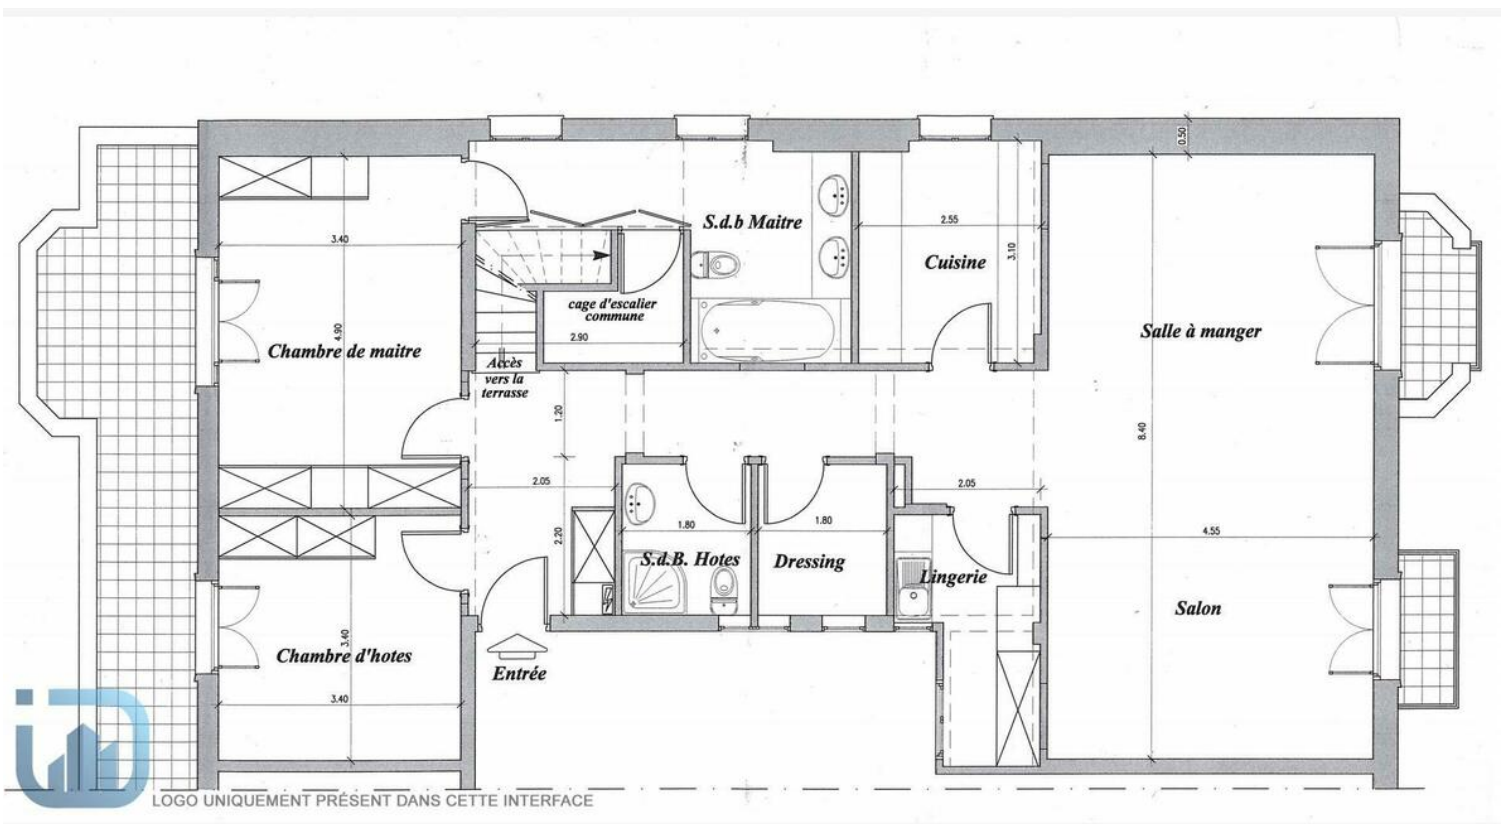 0.50
S.d.b Maitre
2.55
3.40
3.10
Cuisine
cage d'escalier
commune
2.90
4.90
Chambre de maitre
Salle à manger
Accès
vers la
terrasse
1.20
8.40
2.05
2.05
1.80
1.80
2.20
4.55
S.d.B. Hotes
Dressing
Lingerie
Salon
3.40
Chambre d'hotes
Entrée
3.40
iD
LOGO UNIQUEMENT PRÉSENT DANS CETTE INTERFACE